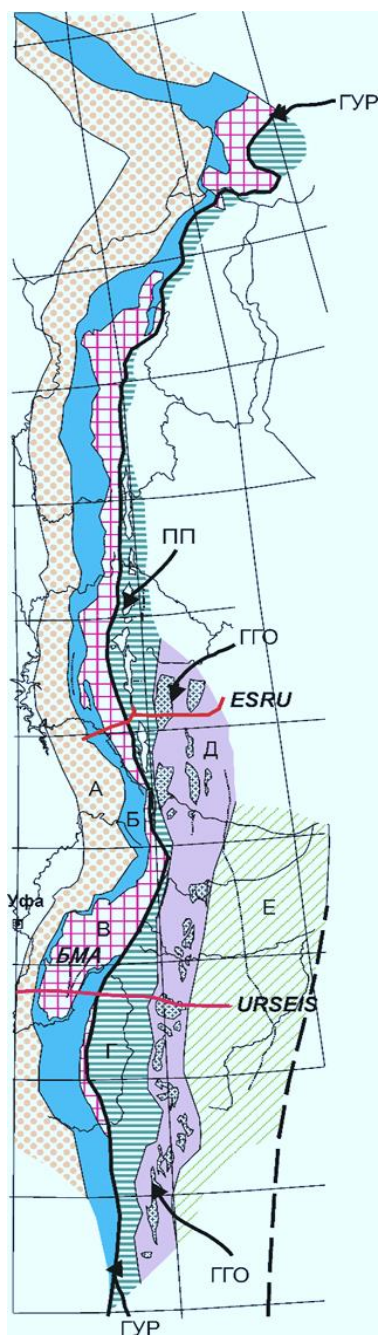 ГУР
ПП
ГГО
ESRU
Д
А
Б
Е
Уфа
В
БМА
URSEIS
Г
ГГО
ГУР